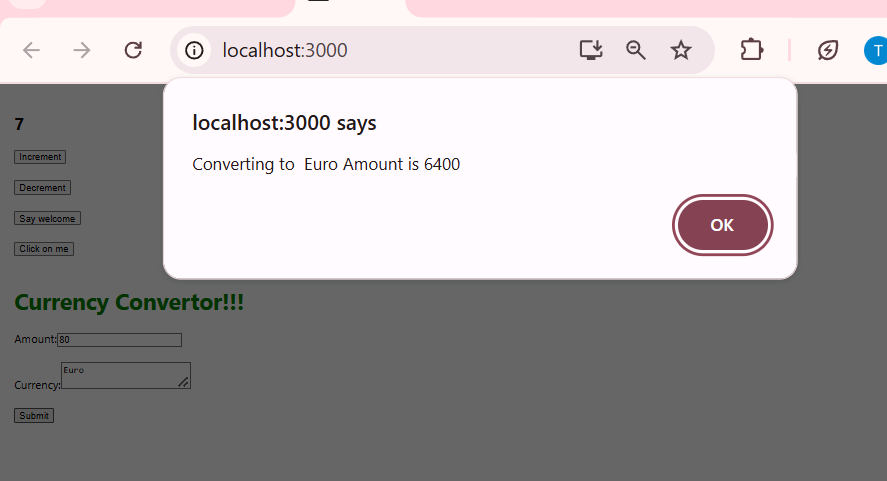 localhost:3000
T
localhost:3000 says
Converting to  Euro Amount is 6400
OK
7
Increment
Decrement
Say welcome
Click on me
Currency Convertor!!!
Amount:80
Currency:Euro
Submit